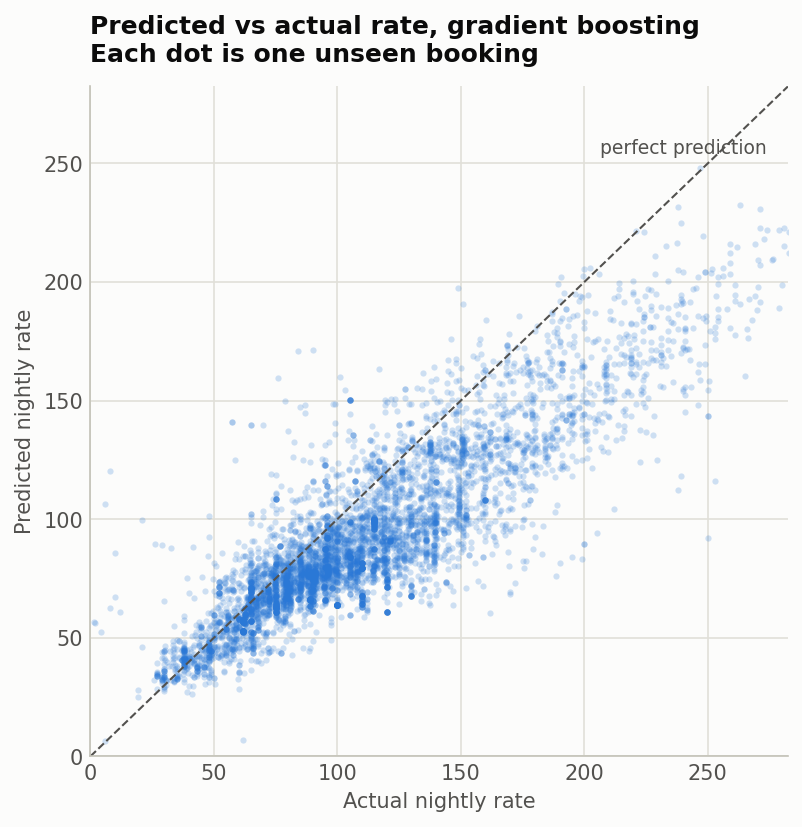 Predicted vs actual rate, gradient boosting
Each dot is one unseen booking
perfect prediction
Predicted nightly rate
250
200
150
100
50
0
0 50 100 150 200 250
Actual nightly rate